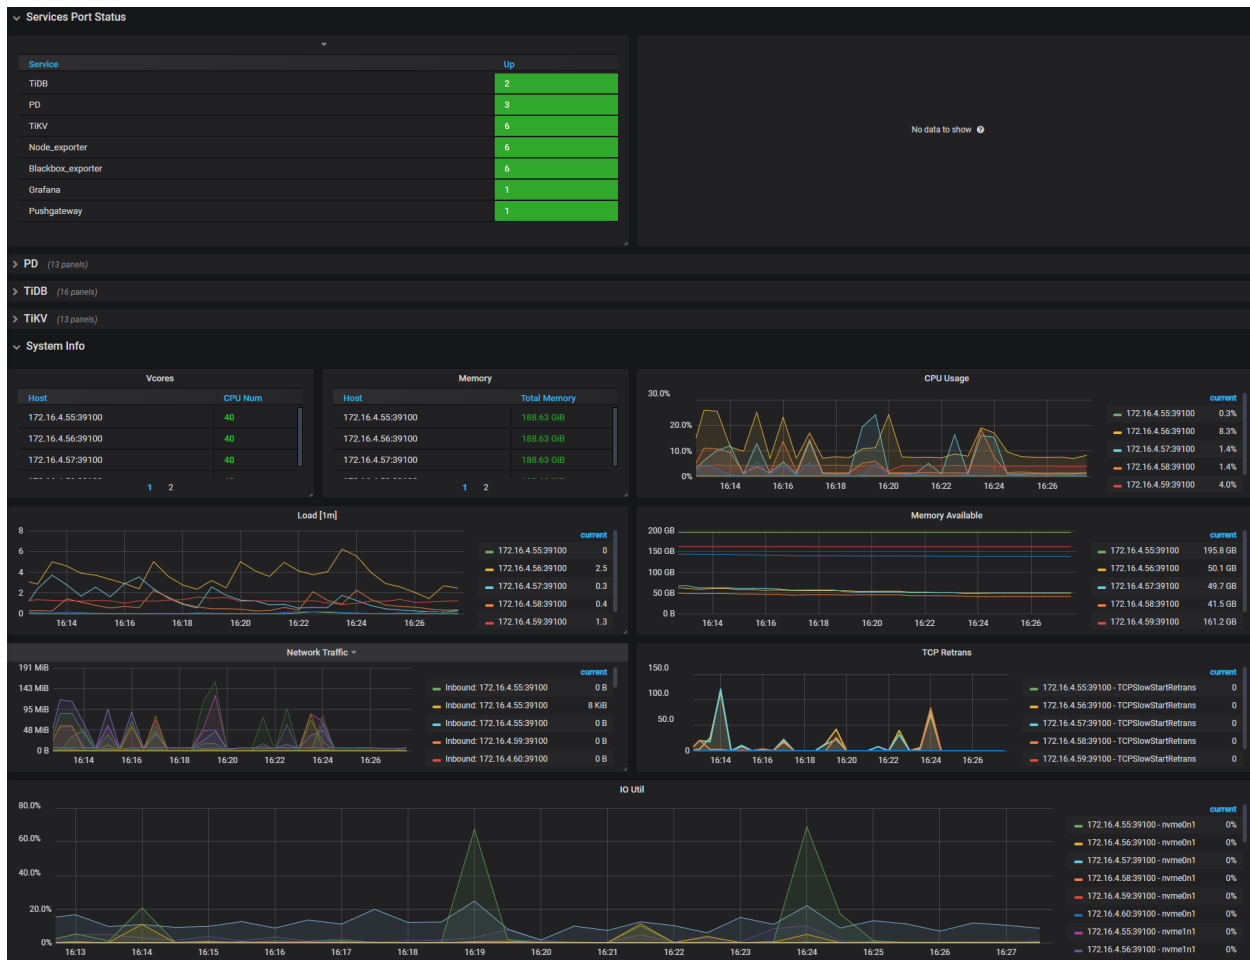 Services Port Status
Service Up
TiDB 2
PD 3
TiKV 6
Node_exporter 6
Blackbox_exporter 6
Grafana 1
Pushgateway 1
No data to show
PD (13 panels)
TiDB (16 panels)
TiKV (13 panels)
System Info
Vcores
Host CPU Num
172.16.4.55:39100 40
172.16.4.56:39100 40
172.16.4.57:39100 40
1 2
Memory
Host Total Memory
172.16.4.55:39100 188.63 GiB
172.16.4.56:39100 188.63 GiB
172.16.4.57:39100 188.63 GiB
1 2
CPU Usage
30.0%
20.0%
10.0%
0%
16:14 16:16 16:18 16:20 16:22 16:24 16:26
current
172.16.4.55:39100 0.3%
172.16.4.56:39100 8.3%
172.16.4.57:39100 1.4%
172.16.4.58:39100 1.4%
172.16.4.59:39100 4.0%
Load [1m]
8
6
4
2
0
16:14 16:16 16:18 16:20 16:22 16:24 16:26
current
172.16.4.55:39100 0
172.16.4.56:39100 2.5
172.16.4.57:39100 0.3
172.16.4.58:39100 0.4
172.16.4.59:39100 1.3
Memory Available
200 GB
150 GB
100 GB
50 GB
0 B
16:14 16:16 16:18 16:20 16:22 16:24 16:26
current
172.16.4.55:39100 195.8 GB
172.16.4.56:39100 50.1 GB
172.16.4.57:39100 49.7 GB
172.16.4.58:39100 41.5 GB
172.16.4.59:39100 161.2 GB
Network Traffic
191 MiB
143 MiB
95 MiB
48 MiB
0 B
16:14 16:16 16:18 16:20 16:22 16:24 16:26
current
Inbound: 172.16.4.55:39100 0 B
Inbound: 172.16.4.55:39100 8 KiB
Inbound: 172.16.4.55:39100 0 B
Inbound: 172.16.4.59:39100 0 B
Inbound: 172.16.4.60:39100 0 B
TCP Retrans
150.0
100.0
50.0
0
16:14 16:16 16:18 16:20 16:22 16:24 16:26
current
172.16.4.55:39100 - TCPSlowStartRetrans 0
172.16.4.56:39100 - TCPSlowStartRetrans 0
172.16.4.57:39100 - TCPSlowStartRetrans 0
172.16.4.58:39100 - TCPSlowStartRetrans 0
172.16.4.59:39100 - TCPSlowStartRetrans 0
IO Util
80.0%
60.0%
40.0%
20.0%
0%
16:13 16:14 16:15 16:16 16:17 16:18 16:19 16:20 16:21 16:22 16:23 16:24 16:25 16:26 16:27
current
172.16.4.55:39100 - nvme0n1 0%
172.16.4.56:39100 - nvme0n1 0%
172.16.4.57:39100 - nvme0n1 0%
172.16.4.58:39100 - nvme0n1 0%
172.16.4.59:39100 - nvme0n1 0%
172.16.4.60:39100 - nvme0n1 0%
172.16.4.55:39100 - nvme1n1 0%
172.16.4.56:39100 - nvme1n1 0%